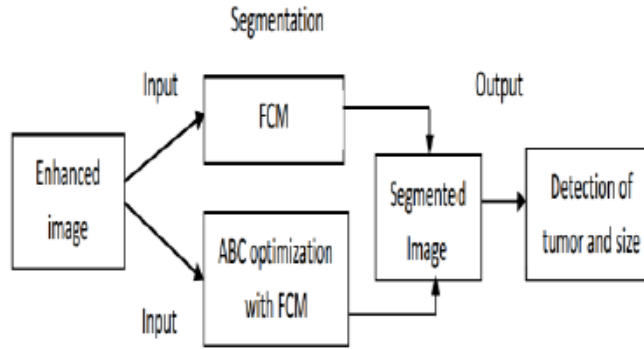 Segmentation
Input
Output
FCM
Enhanced
image
Segmented
Image
Detection of
tumor and size
ABC optimization
with FCM
Input